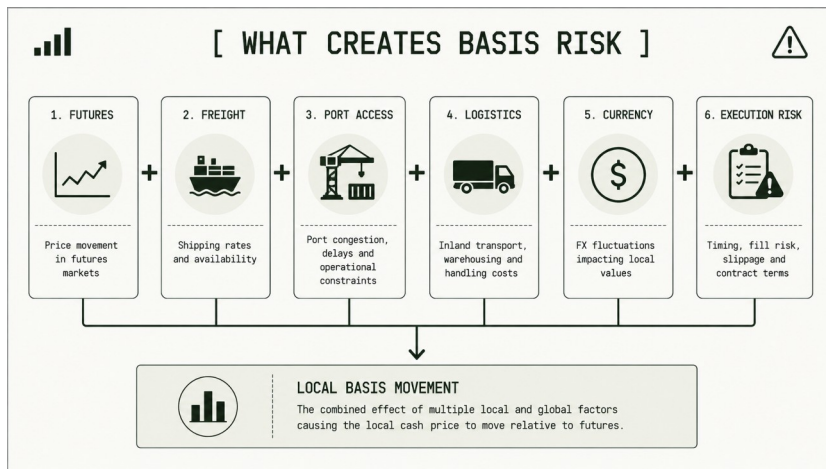 [ WHAT CREATES BASIS RISK ]
1. FUTURES
Price movement
in futures
markets
2. FREIGHT
Shipping rates
and availability
3. PORT ACCESS
Port congestion,
delays and
operational
constraints
4. LOGISTICS
Inland transport,
warehousing and
handling costs
5. CURRENCY
$
FX fluctuations
impacting local
values
6. EXECUTION RISK
Timing, fill risk,
slippage and
contract terms
LOCAL BASIS MOVEMENT
The combined effect of multiple local and global factors
causing the local cash price to move relative to futures.